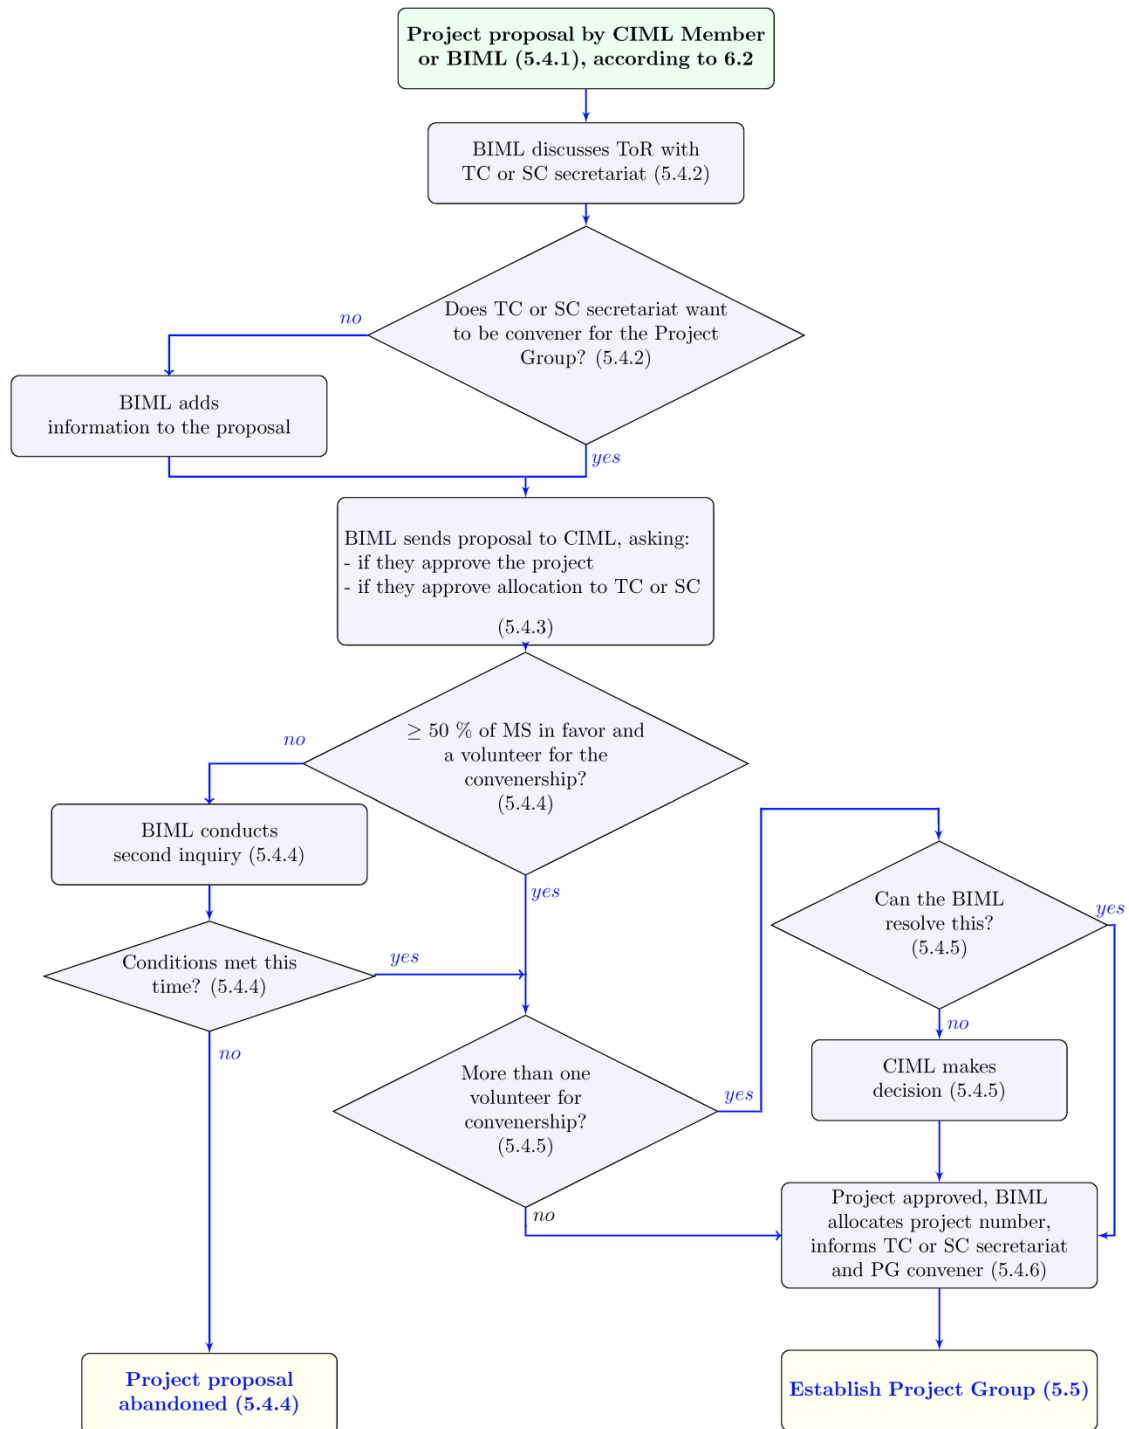 Project proposal by CIML Member
or BIML (5.4.1), according to 6.2
BIML discusses ToR with
TC or SC secretariat (5.4.2)
Does TC or SC secretariat want
to be convener for the Project
Group? (5.4.2)
no
BIML adds
information to the proposal
yes
BIML sends proposal to CIML, asking:
- if they approve the project
- if they approve allocation to TC or SC
(5.4.3)
≥ 50 % of MS in favor and
a volunteer for the
convenership?
(5.4.4)
no
BIML conducts
second inquiry (5.4.4)
yes
Conditions met this
time? (5.4.4)
yes
no
More than one
volunteer for
convenership?
(5.4.5)
yes
no
Can the BIML
resolve this?
(5.4.5)
yes
no
CIML makes
decision (5.4.5)
Project approved, BIML
allocates project number,
informs TC or SC secretariat
and PG convener (5.4.6)
Project proposal
abandoned (5.4.4)
Establish Project Group (5.5)